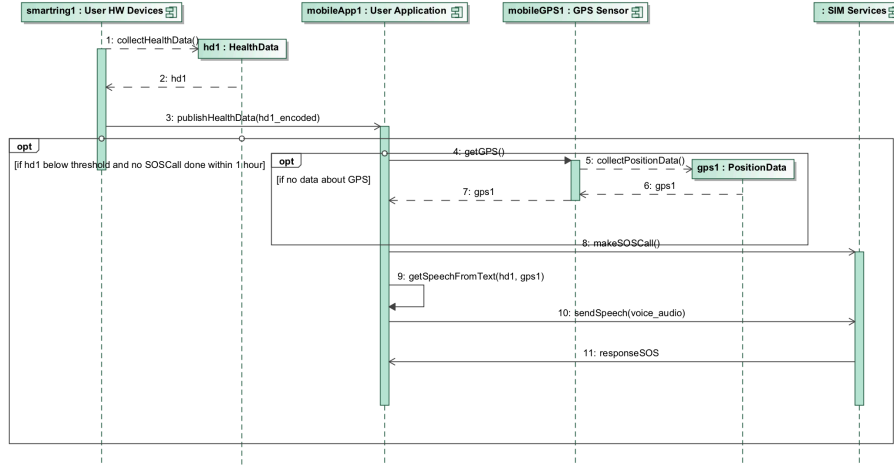 smartring1 : User HW Devices
mobileApp1 : User Application
mobileGPS1 : GPS Sensor
: SIM Services
1: collectHealthData()
hd1 : HealthData
2: hd1
3: publishHealthData(hd1_encoded)
opt
[if hd1 below threshold and no SOSCall done within 1 hour]
opt
[if no data about GPS]
4: getGPS()
5: collectPositionData()
gps1 : PositionData
6: gps1
7: gps1
8: makeSOSCall()
9: getSpeechFromText(hd1, gps1)
10: sendSpeech(voice_audio)
11: responseSOS